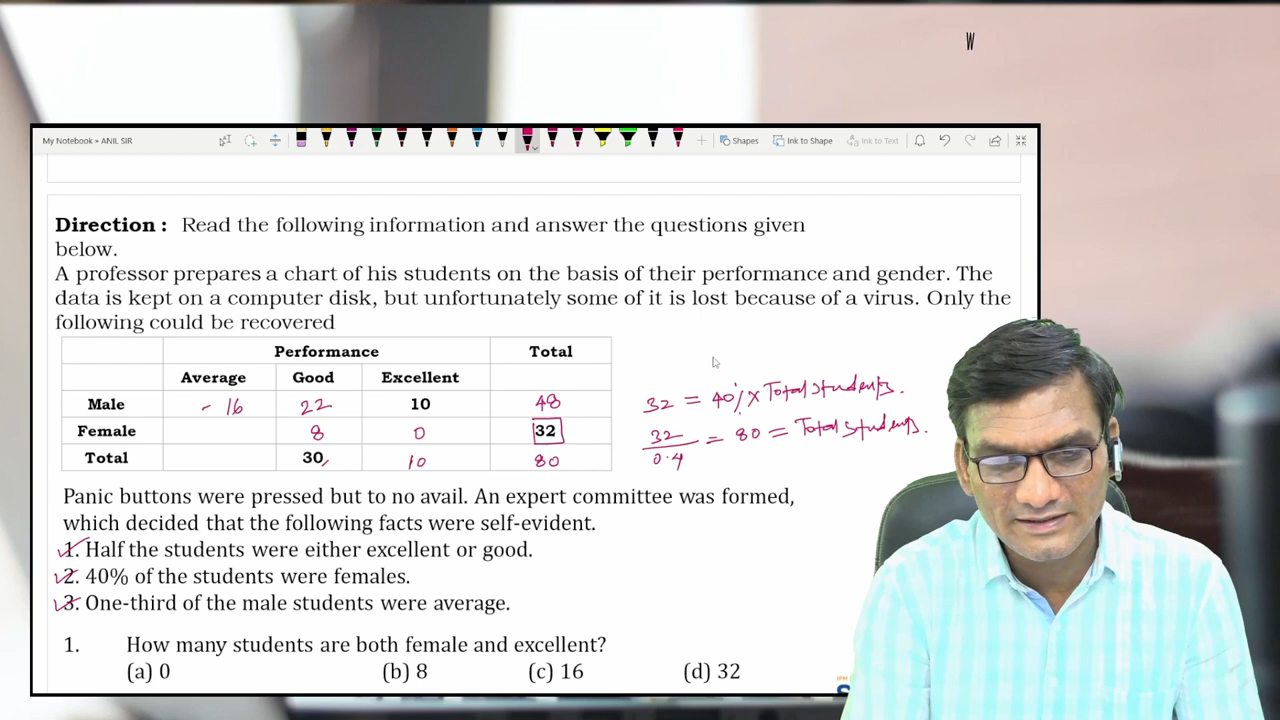 W
My Notebook » ANIL SIR
Shapes Ink to Shape Ink to Text
Direction : Read the following information and answer the questions given
below.
A professor prepares a chart of his students on the basis of their performance and gender. The
data is kept on a computer disk, but unfortunately some of it is lost because of a virus. Only the
following could be recovered
Performance Total
Average Good Excellent
Male - 16 22 10 48
Female 8 0 32
Total 30 10 80
32 = 40% x Total students.
32/0.4 = 80 = Total students.
Panic buttons were pressed but to no avail. An expert committee was formed,
which decided that the following facts were self-evident.
1. Half the students were either excellent or good.
2. 40% of the students were females.
3. One-third of the male students were average.
1. How many students are both female and excellent?
(a) 0 (b) 8 (c) 16 (d) 32